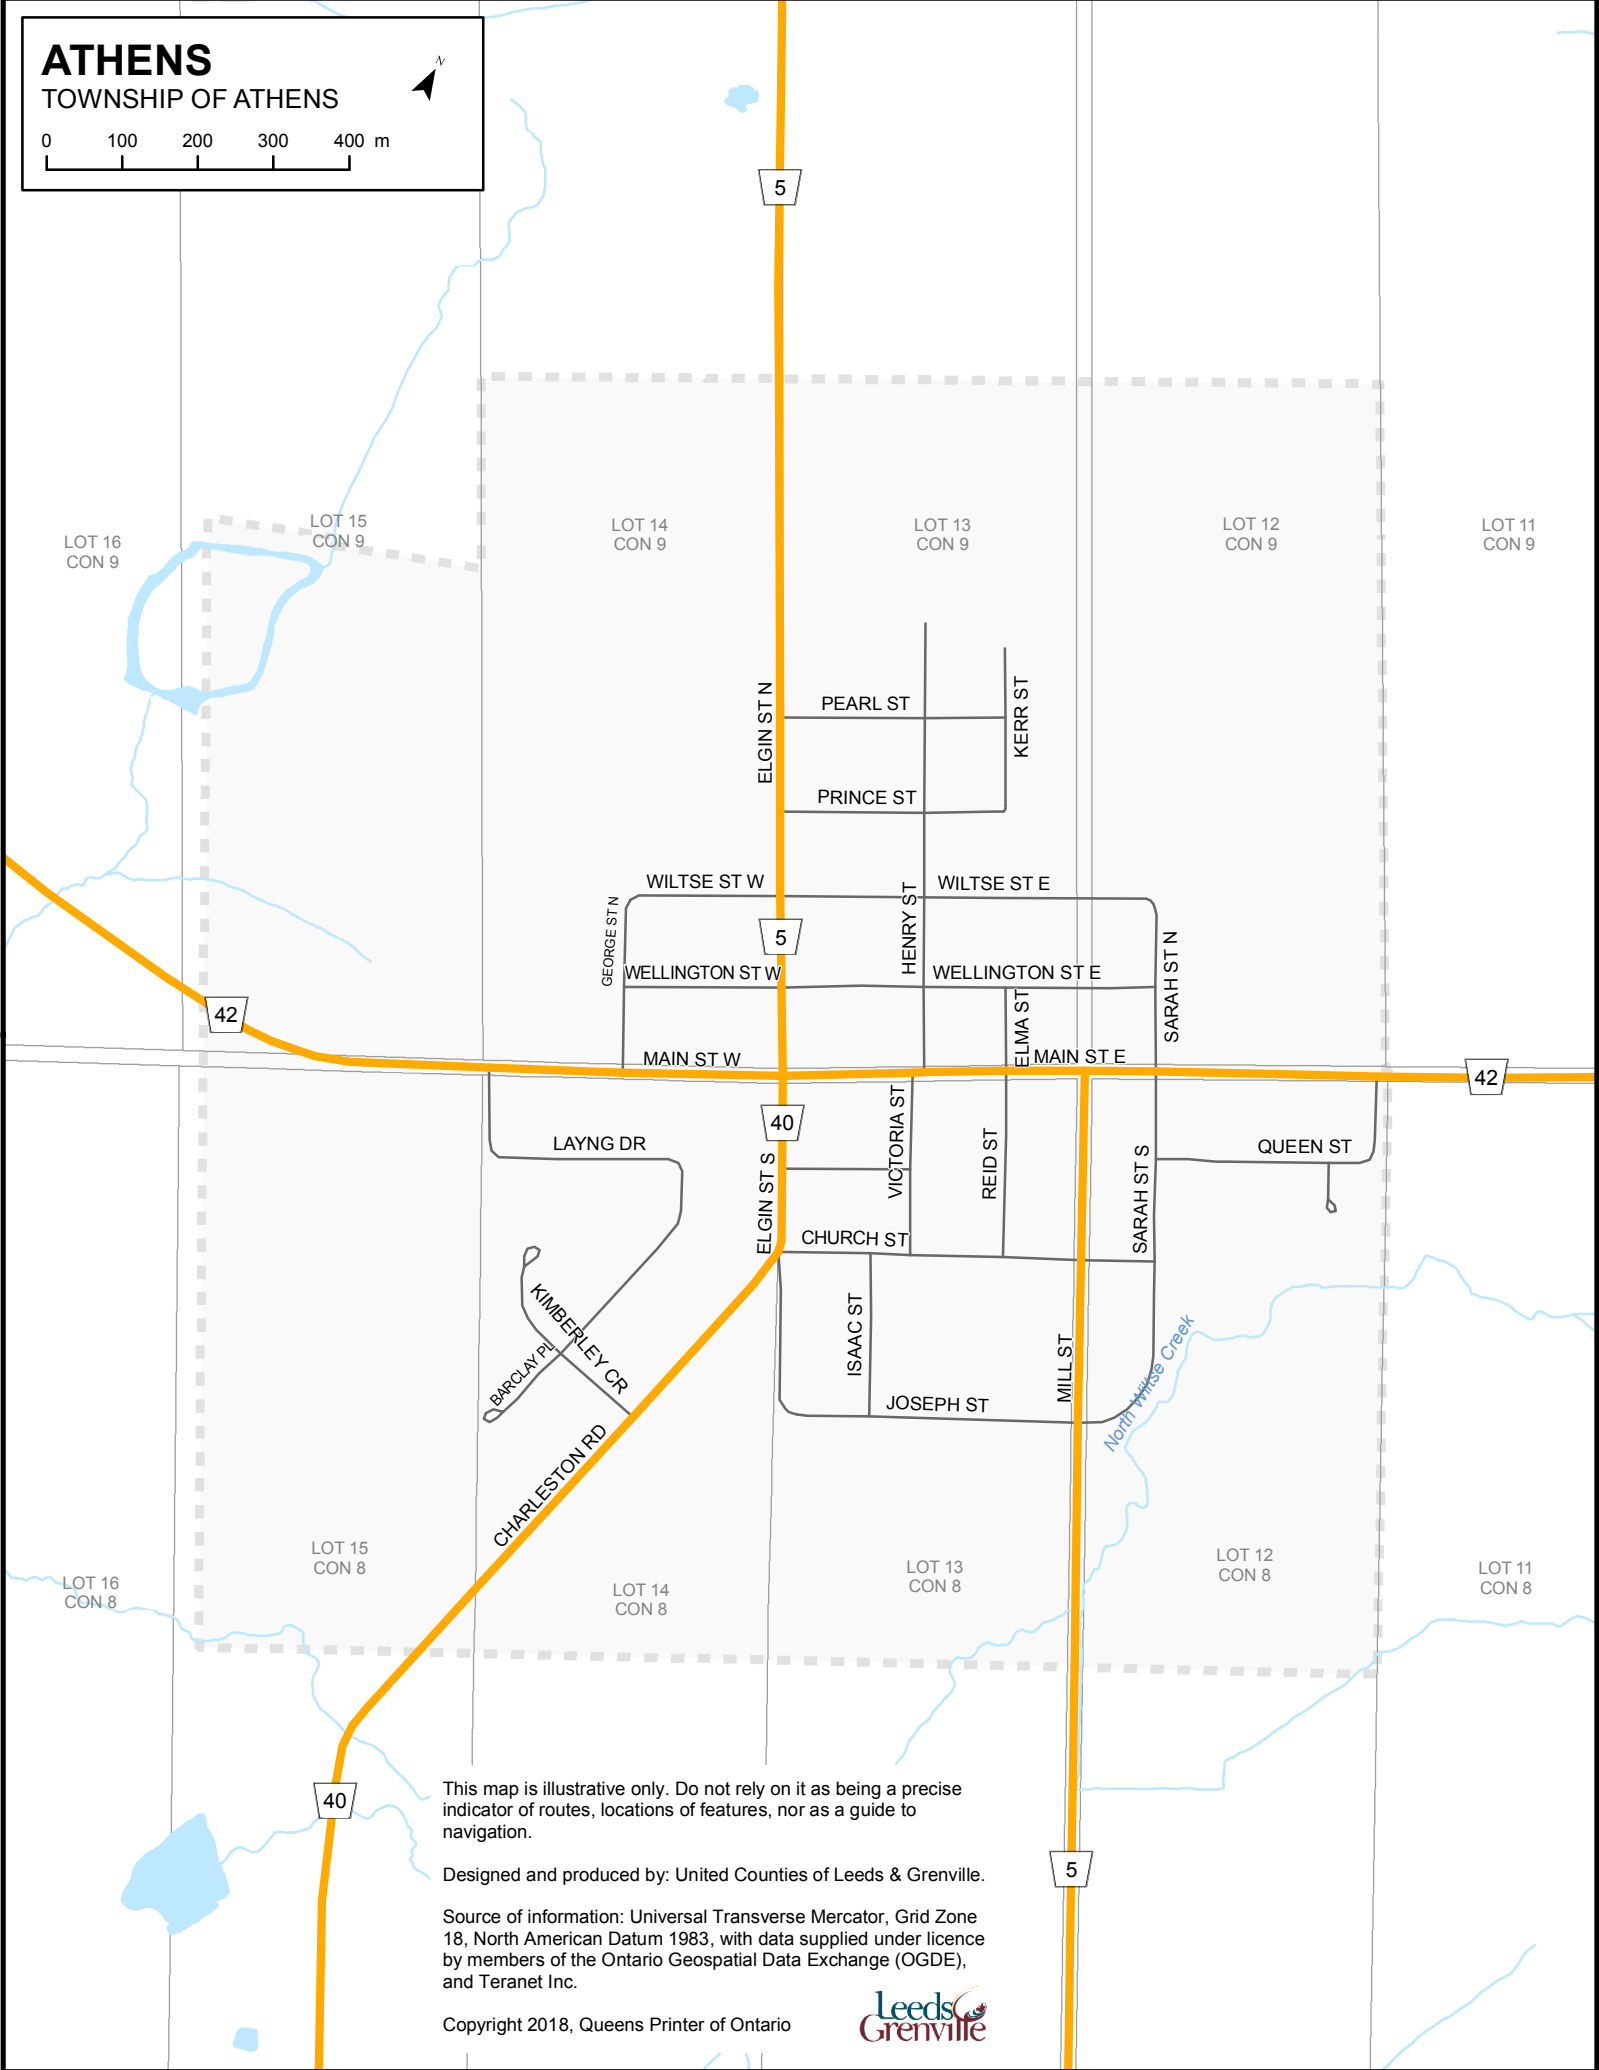 ATHENS
TOWNSHIP OF ATHENS
N
0 100 200 300 400 m
5
LOT 16
CON 9
LOT 15
CON 9
LOT 14
CON 9
LOT 13
CON 9
LOT 12
CON 9
LOT 11
CON 9
ELGIN ST N
PEARL ST
KERR ST
PRINCE ST
WILTSE ST W
WILTSE ST E
GEORGE ST N
5
HENRY ST
WELLINGTON ST W
WELLINGTON ST E
SARAH ST N
42
ELMA ST
MAIN ST W
MAIN ST E
42
40
VICTORIA ST
LAYNG DR
REID ST
QUEEN ST
ELGIN ST S
SARAH ST S
CHURCH ST
KIMBERLEY CR
ISAAC ST
MILL ST
North Wiltse Creek
BARCLAY PL
JOSEPH ST
CHARLESTON RD
LOT 16
CON 8
LOT 15
CON 8
LOT 14
CON 8
LOT 13
CON 8
LOT 12
CON 8
LOT 11
CON 8
40
5
This map is illustrative only. Do not rely on it as being a precise
indicator of routes, locations of features, nor as a guide to
navigation.
Designed and produced by: United Counties of Leeds & Grenville.
Source of information: Universal Transverse Mercator, Grid Zone
18, North American Datum 1983, with data supplied under licence
by members of the Ontario Geospatial Data Exchange (OGDE),
and Teranet Inc.
Copyright 2018, Queens Printer of Ontario
Leeds
Grenville